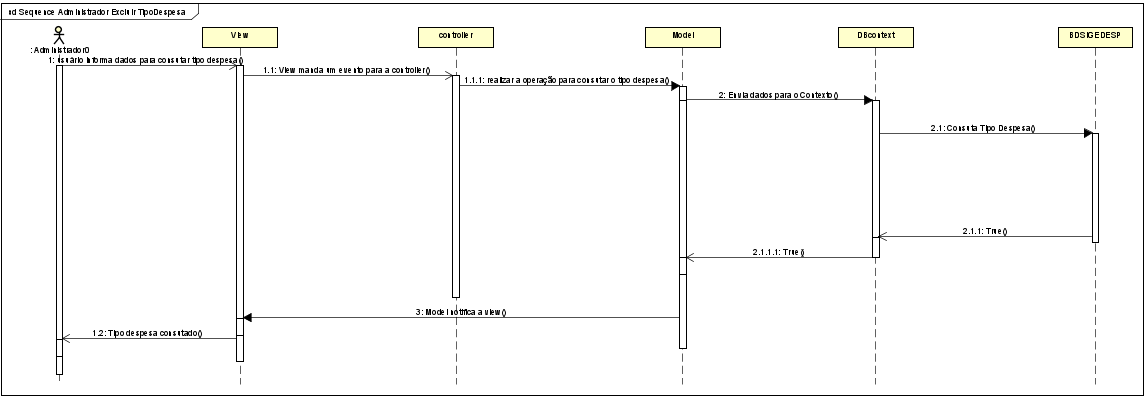 sd Sequence Administrador Excluir TipoDespesa
View
controller
Model
DBcontext
BDSIGEDESP
: Administrador0
1: usuário informa dados para consultar tipo despesa()
1.1: View manda um evento para a controller()
1.1.1: realizar a operação para consultar o tipo despesa()
2: Envia dados para o Contexto()
2.1: Consulta Tipo Despesa()
2.1.1: True()
2.1.1.1: True()
3: Model notifica a view()
1.2: Tipo despesa consultado()